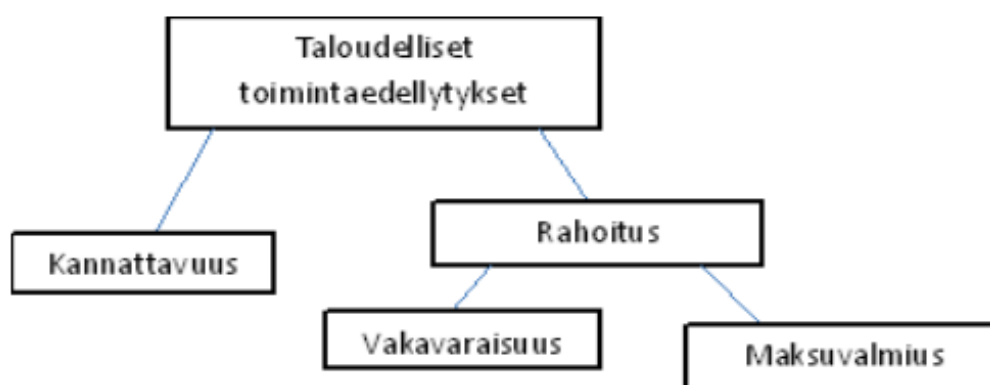 Taloudelliset
toimintaedellytykset
Rahoitus
Kannattavuus
Vakavaraisuus
Maksuvalmius